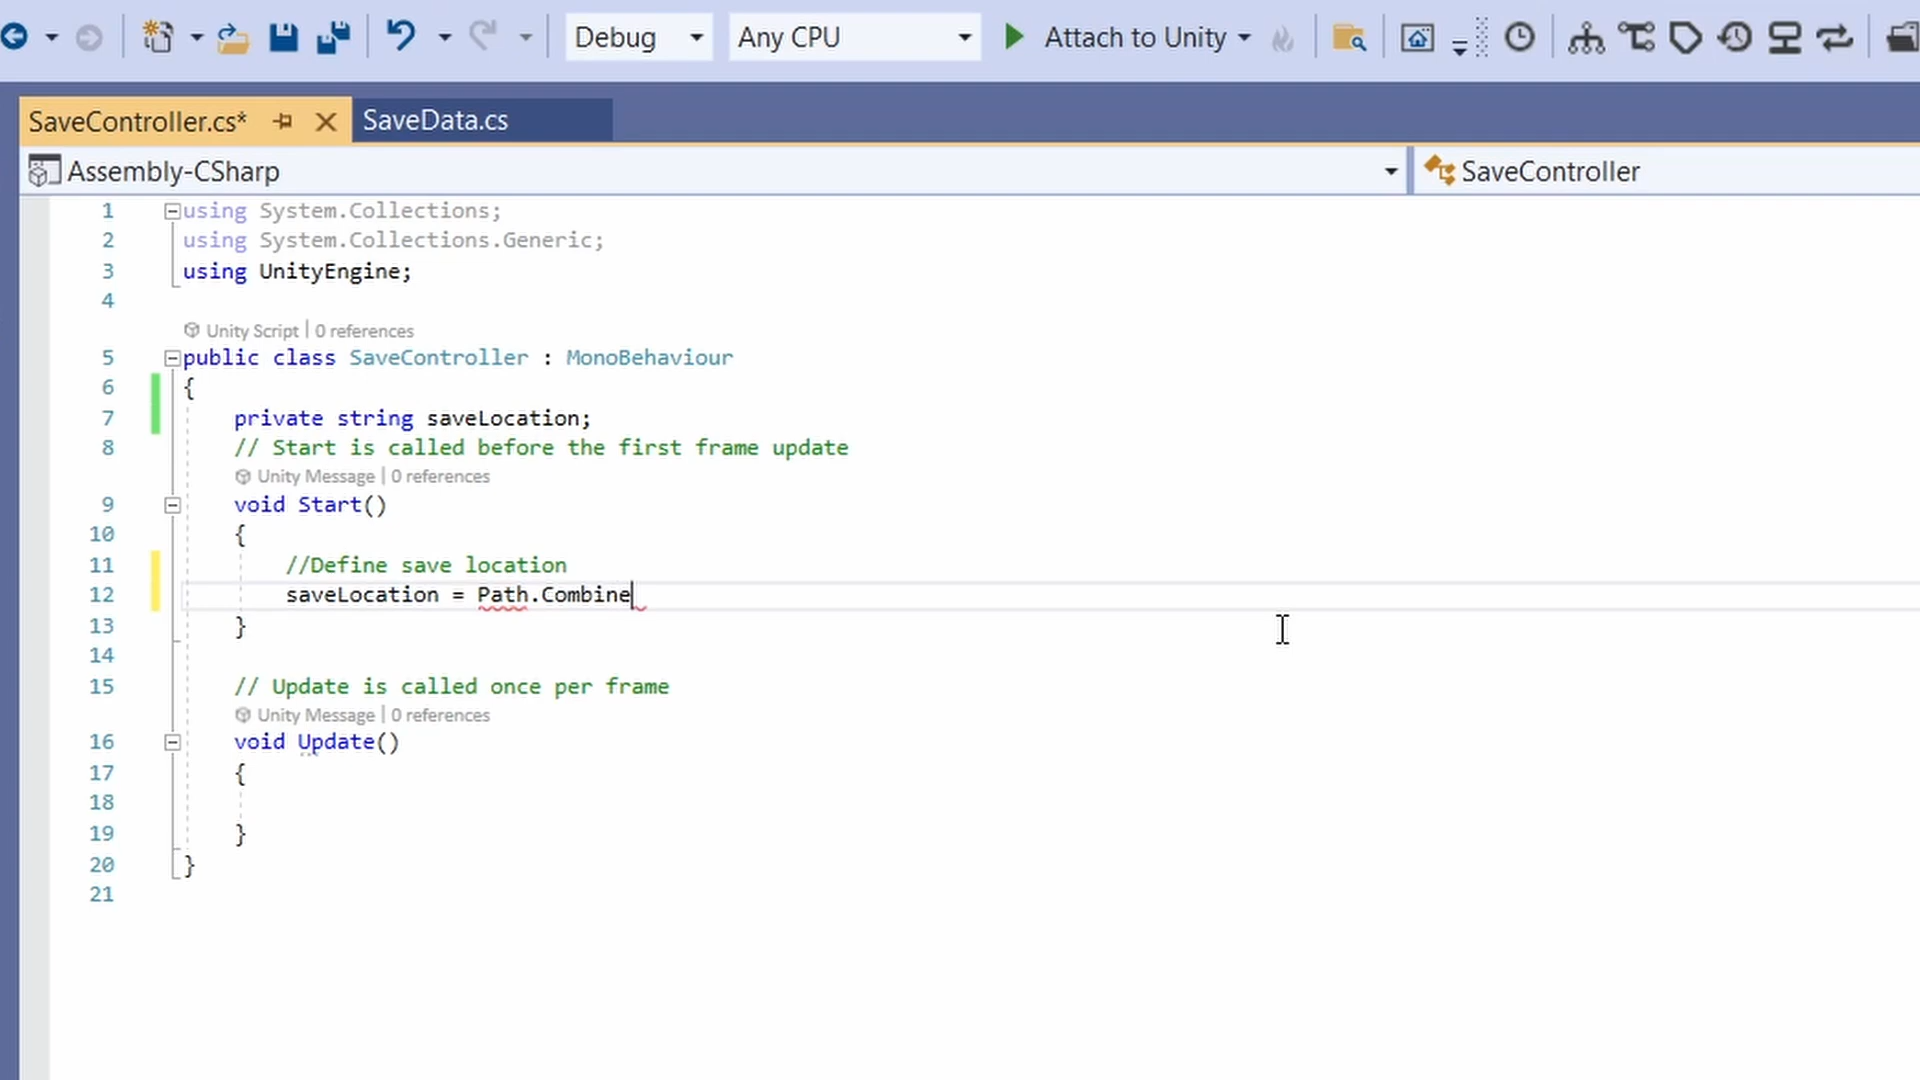 Debug Any CPU Attach to Unity
SaveController.cs* SaveData.cs
Assembly-CSharp SaveController
1 using System.Collections;
2 using System.Collections.Generic;
3 using UnityEngine;
4
Unity Script | 0 references
5 public class SaveController : MonoBehaviour
6 {
7 private string saveLocation;
8 // Start is called before the first frame update
Unity Message | 0 references
9 void Start()
10 {
11 //Define save location
12 saveLocation = Path.Combine
13 }
14
15 // Update is called once per frame
Unity Message | 0 references
16 void Update()
17 {
18
19 }
20 }
21